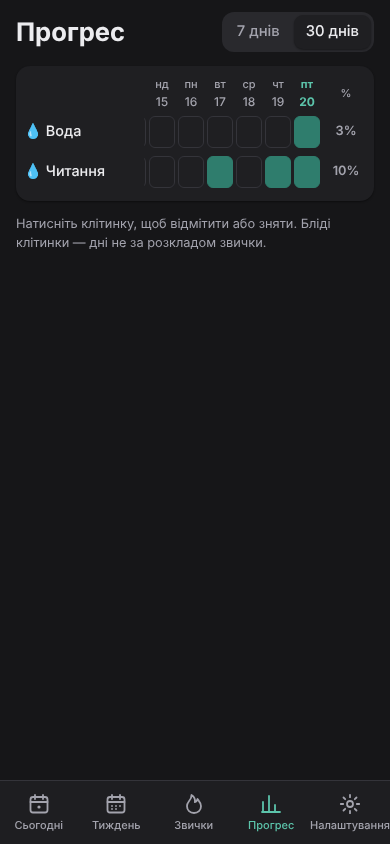 Прогрес
7 днів 30 днів
нд пн вт ср чт пт %
15 16 17 18 19 20
Вода 3%
Читання 10%
Натисніть клітинку, щоб відмітити або зняти. Бліді
клітинки — дні не за розкладом звички.
Сьогодні Тиждень Звички Прогрес Налаштування